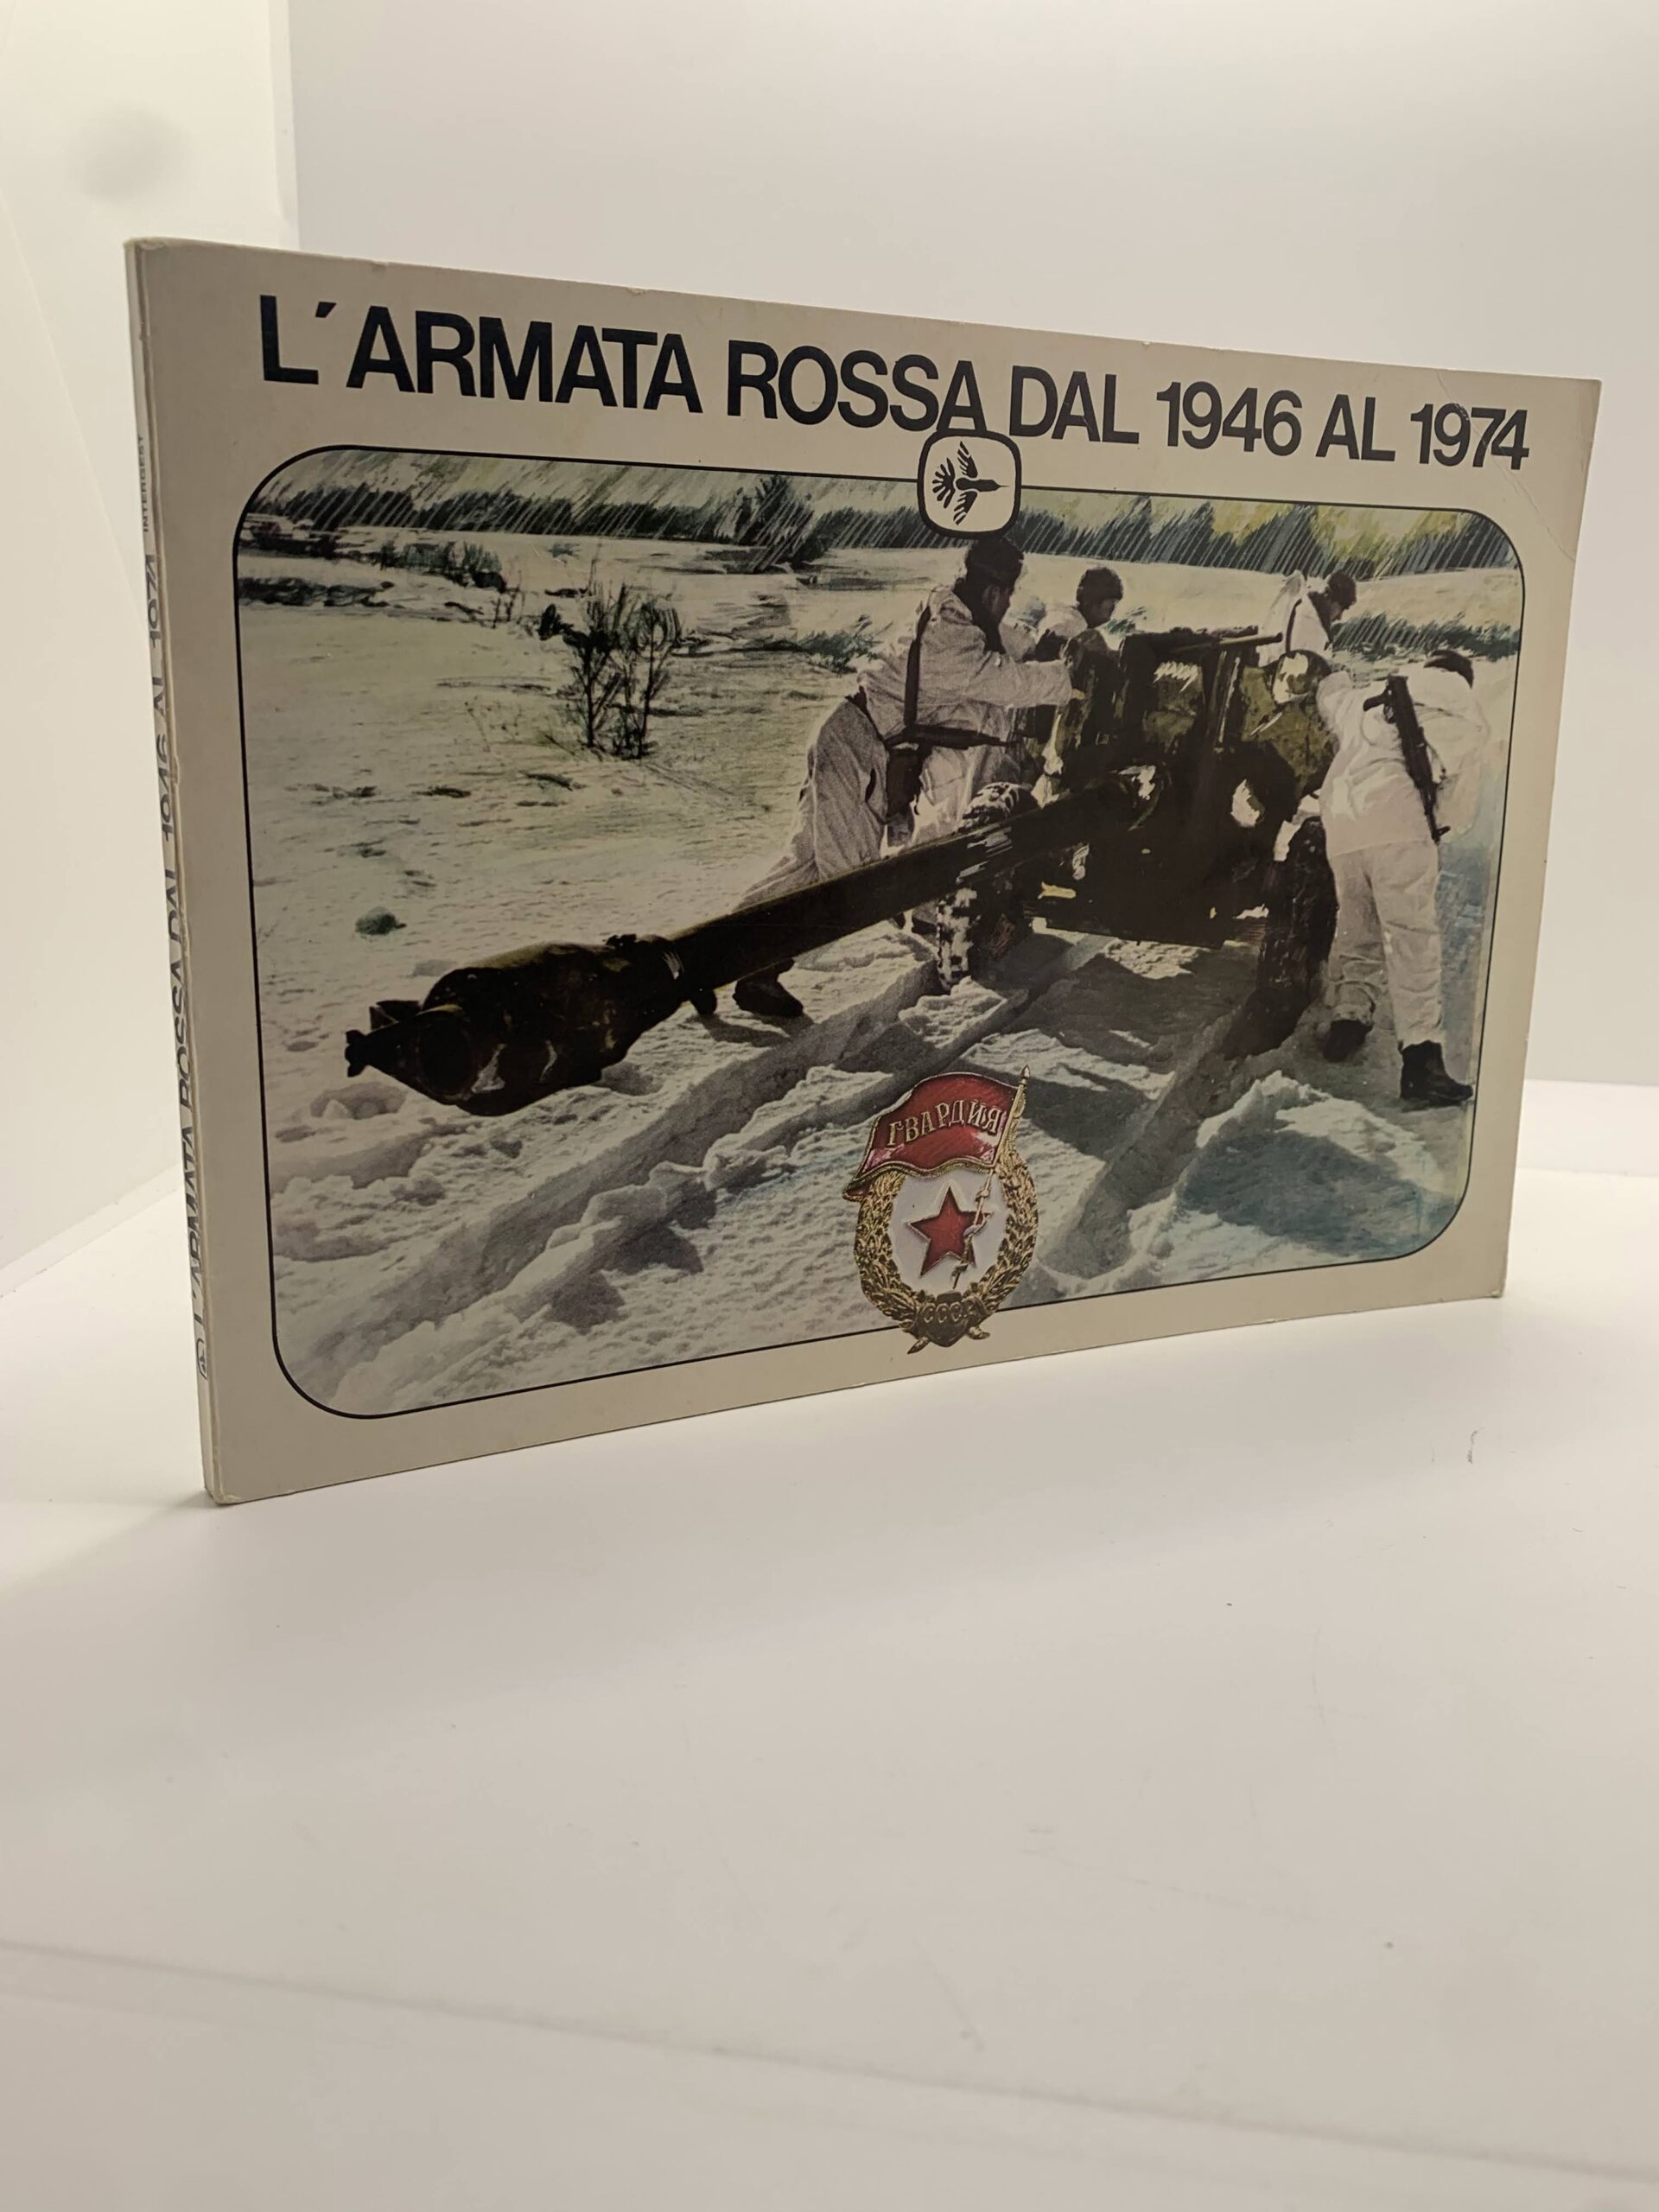 L'ARMATA ROSSA DAL 1946 AL 1974
ГВАРДИЯ
СССР
L'ARMATA ROSSA DAL 1946 AL 1974
INTERGEST